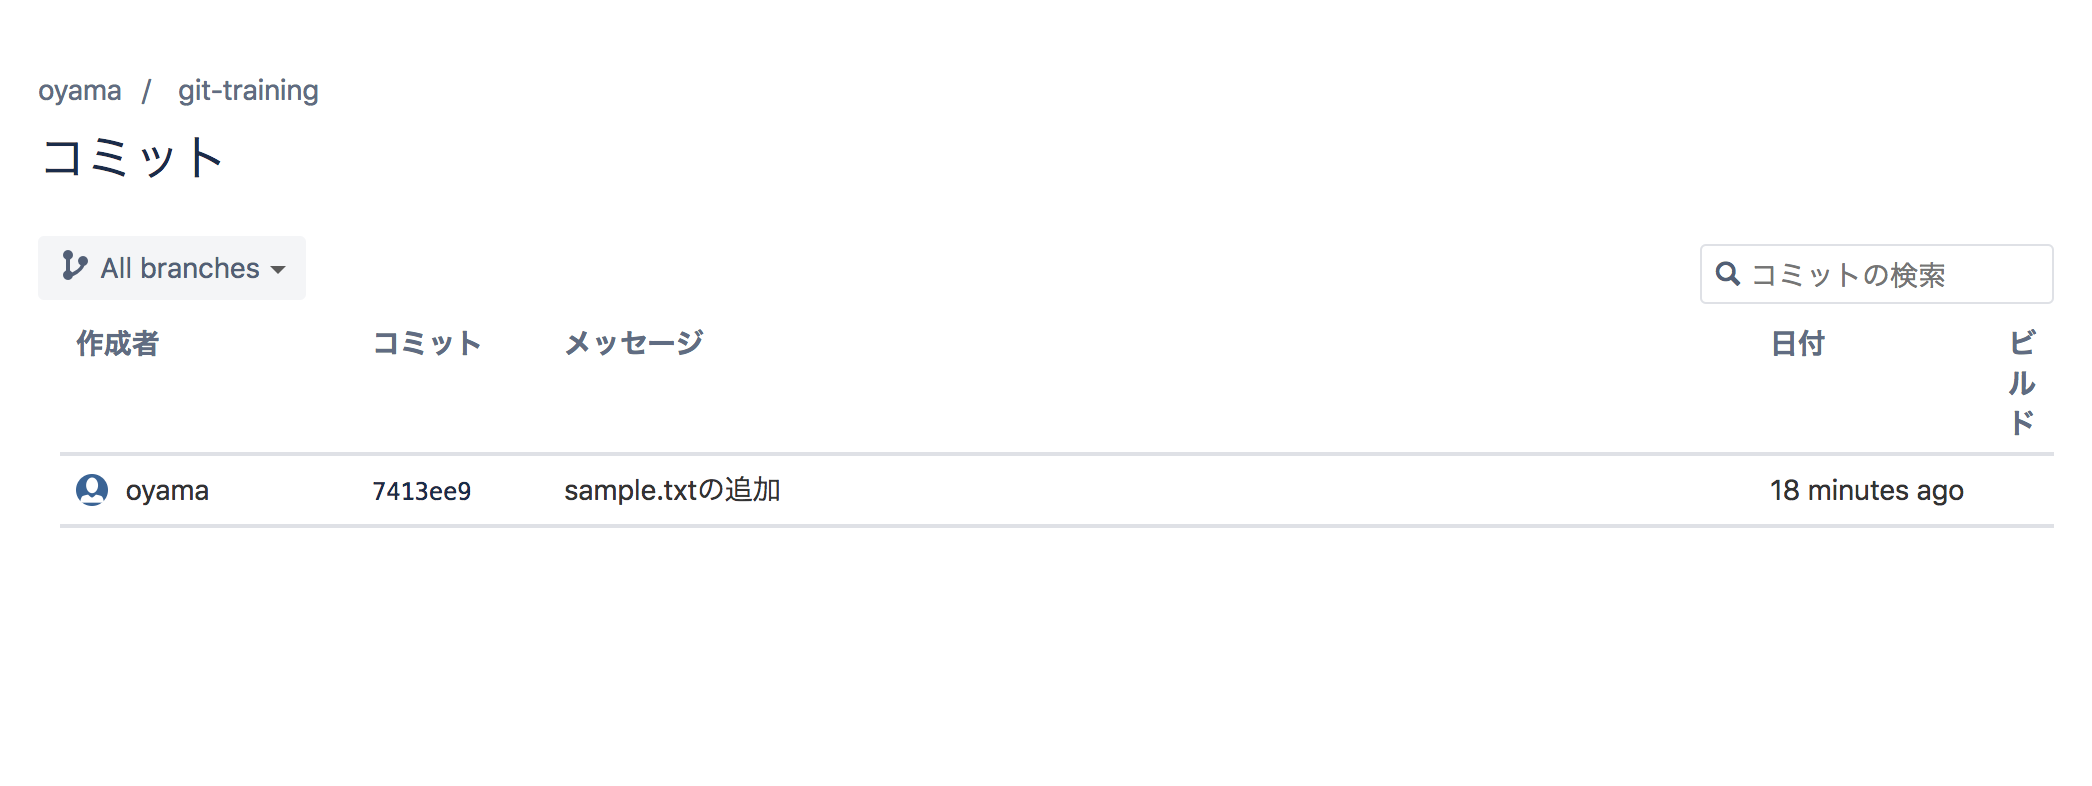 oyama / git-training
コミット
All branches
コミットの検索
作成者 コミット メッセージ 日付 ビルド
oyama 7413ee9 sample.txtの追加 18 minutes ago